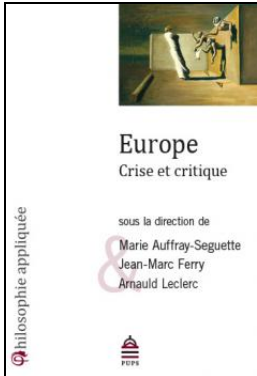 Europe
Crise et critique
sous la direction de
Marie Auffray-Seguette
&
Jean-Marc Ferry
Arnauld Leclerc
philosophie appliquée
PUPS